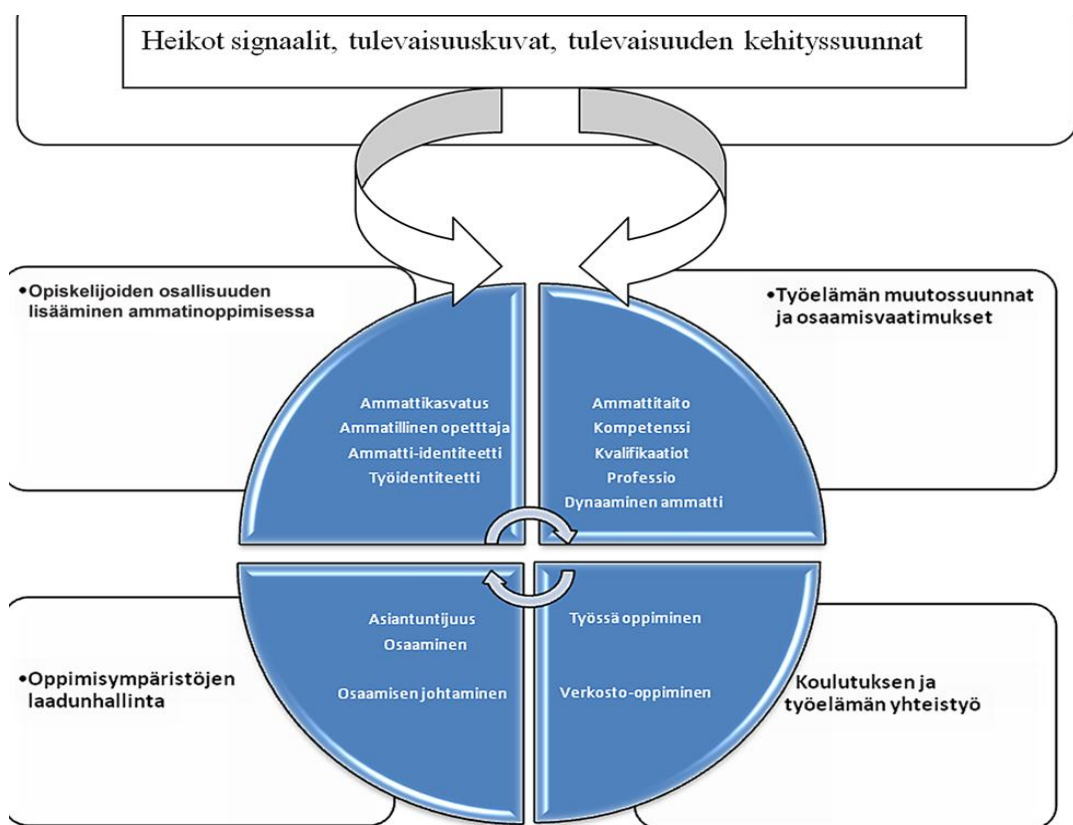 Heikot signaalit, tulevaisuuskuvat, tulevaisuuden kehityssuunnat
•Opiskelijoiden osallisuuden
lisääminen ammatinoppimisessa
•Työelämän muutossuunnat
ja osaamisvaatimukset
Ammattikasvatus
Ammatillinen opetttaja
Ammatti-identiteetti
Työidentiteetti
Ammattitaito
Kompetenssi
Kvalifikaatiot
Professio
Dynaaminen ammatti
Asiantuntijuus
Osaaminen
Osaamisen johtaminen
Työssä oppiminen
Verkosto-oppiminen
•Oppimisympäristöjen
laadunhallinta
Koulutuksen ja
työelämän yhteistyö